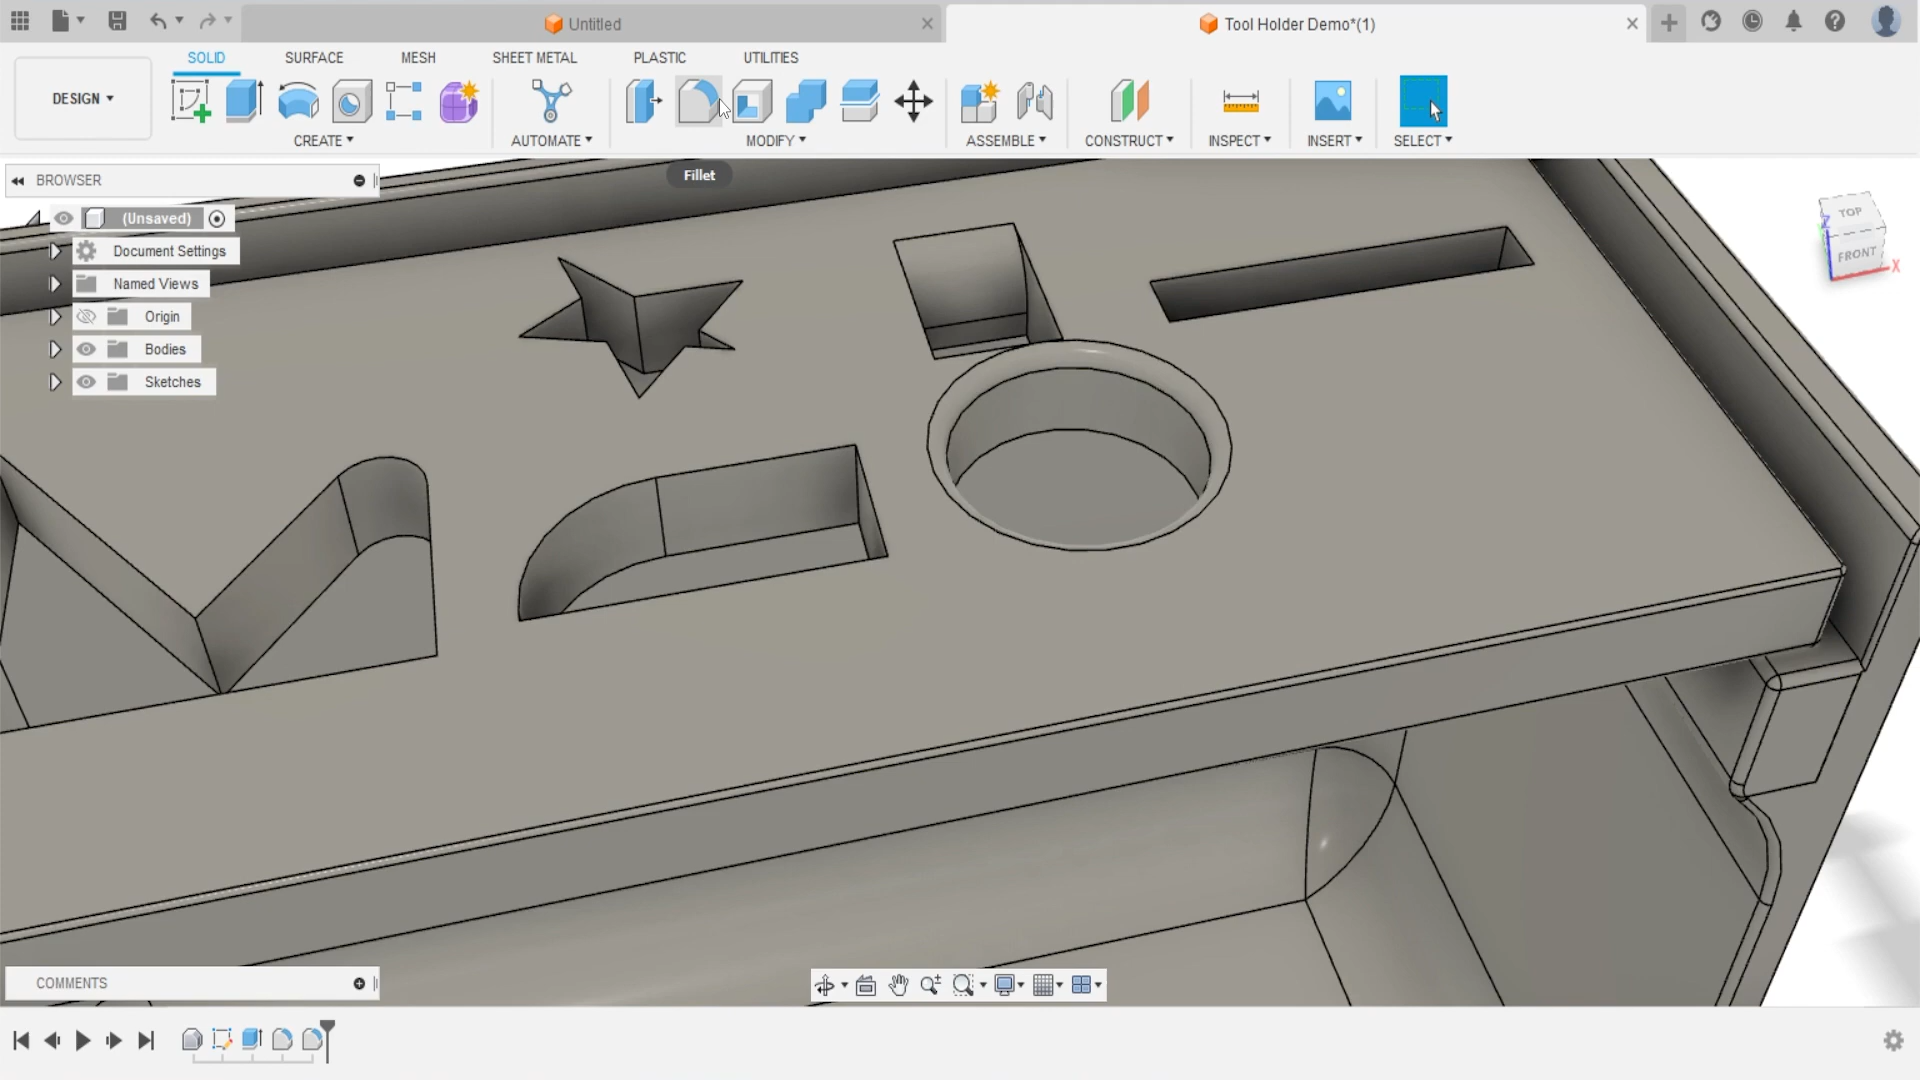 Untitled
Tool Holder Demo*(1)
SOLID
SURFACE
MESH
SHEET METAL
PLASTIC
UTILITIES
DESIGN
CREATE
AUTOMATE
MODIFY
ASSEMBLE
CONSTRUCT
INSPECT
INSERT
SELECT
Fillet
BROWSER
(Unsaved)
Document Settings
Named Views
Origin
Bodies
Sketches
TOP
FRONT
Z
X
COMMENTS